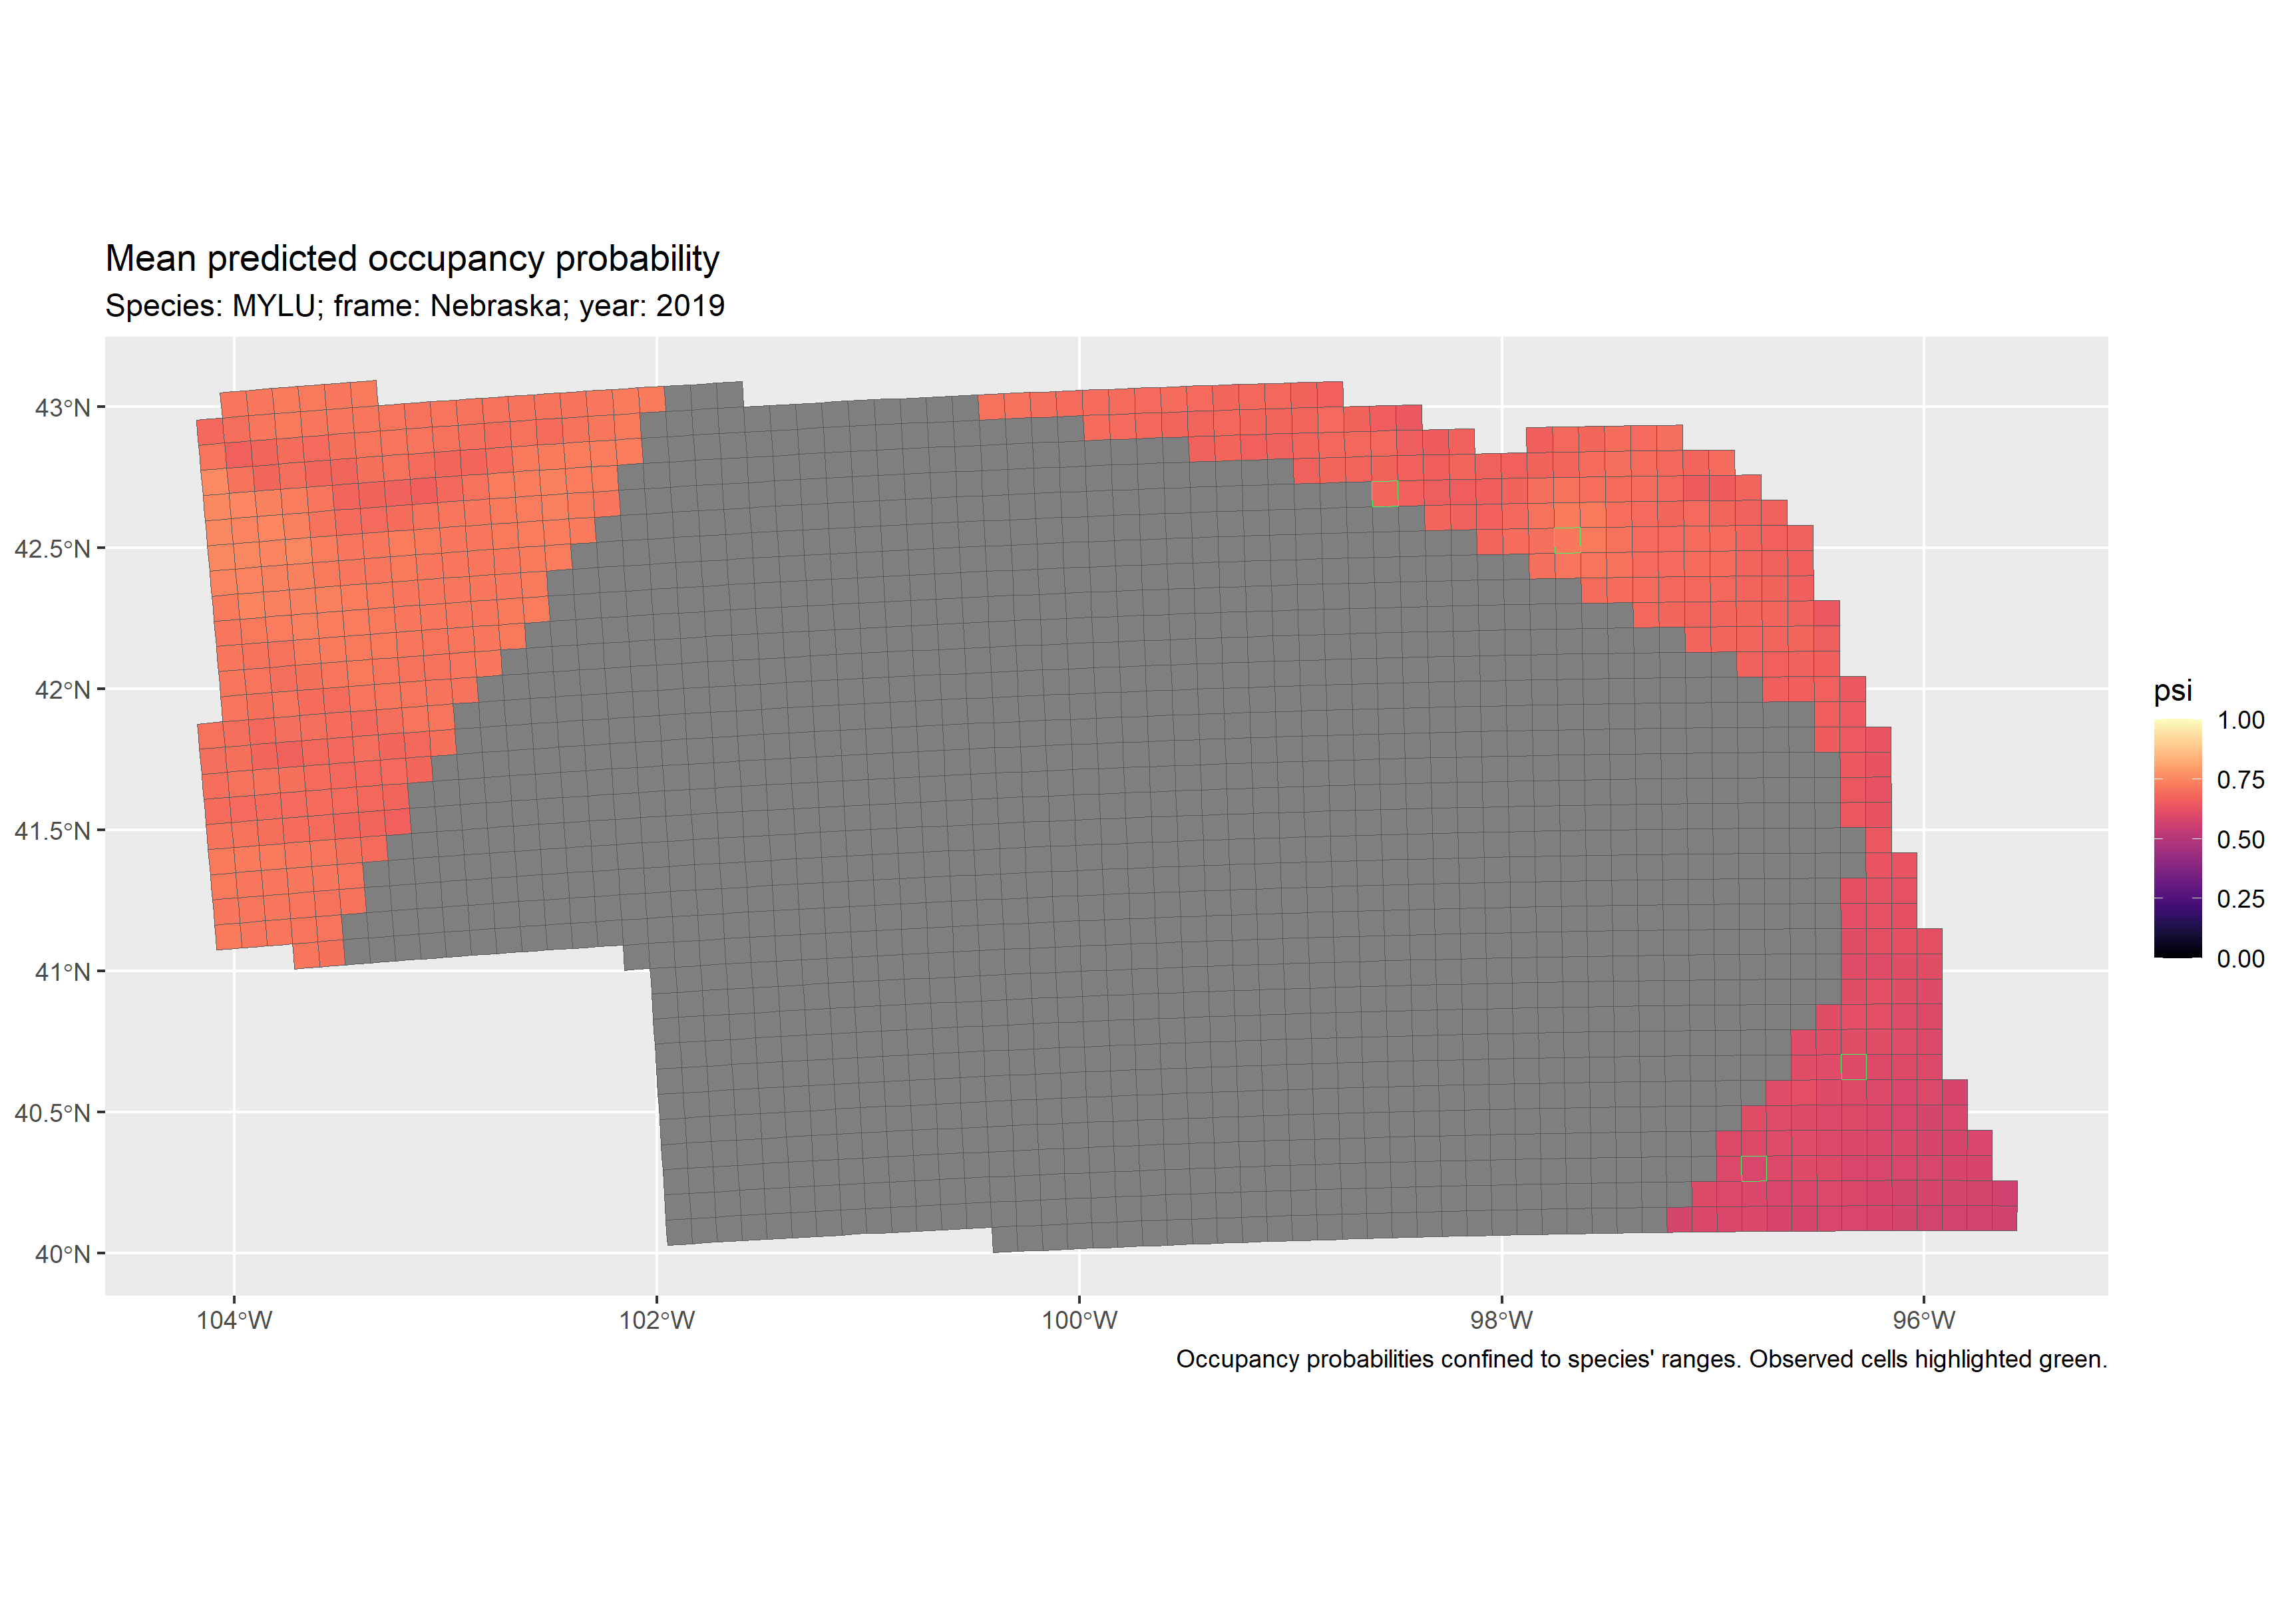 Mean predicted occupancy probability
Species: MYLU; frame: Nebraska; year: 2019
43°N
42.5°N
42°N
41.5°N
41°N
40.5°N
40°N
104°W
102°W
100°W
98°W
96°W
psi
1.00
0.75
0.50
0.25
0.00
Occupancy probabilities confined to species' ranges. Observed cells highlighted green.